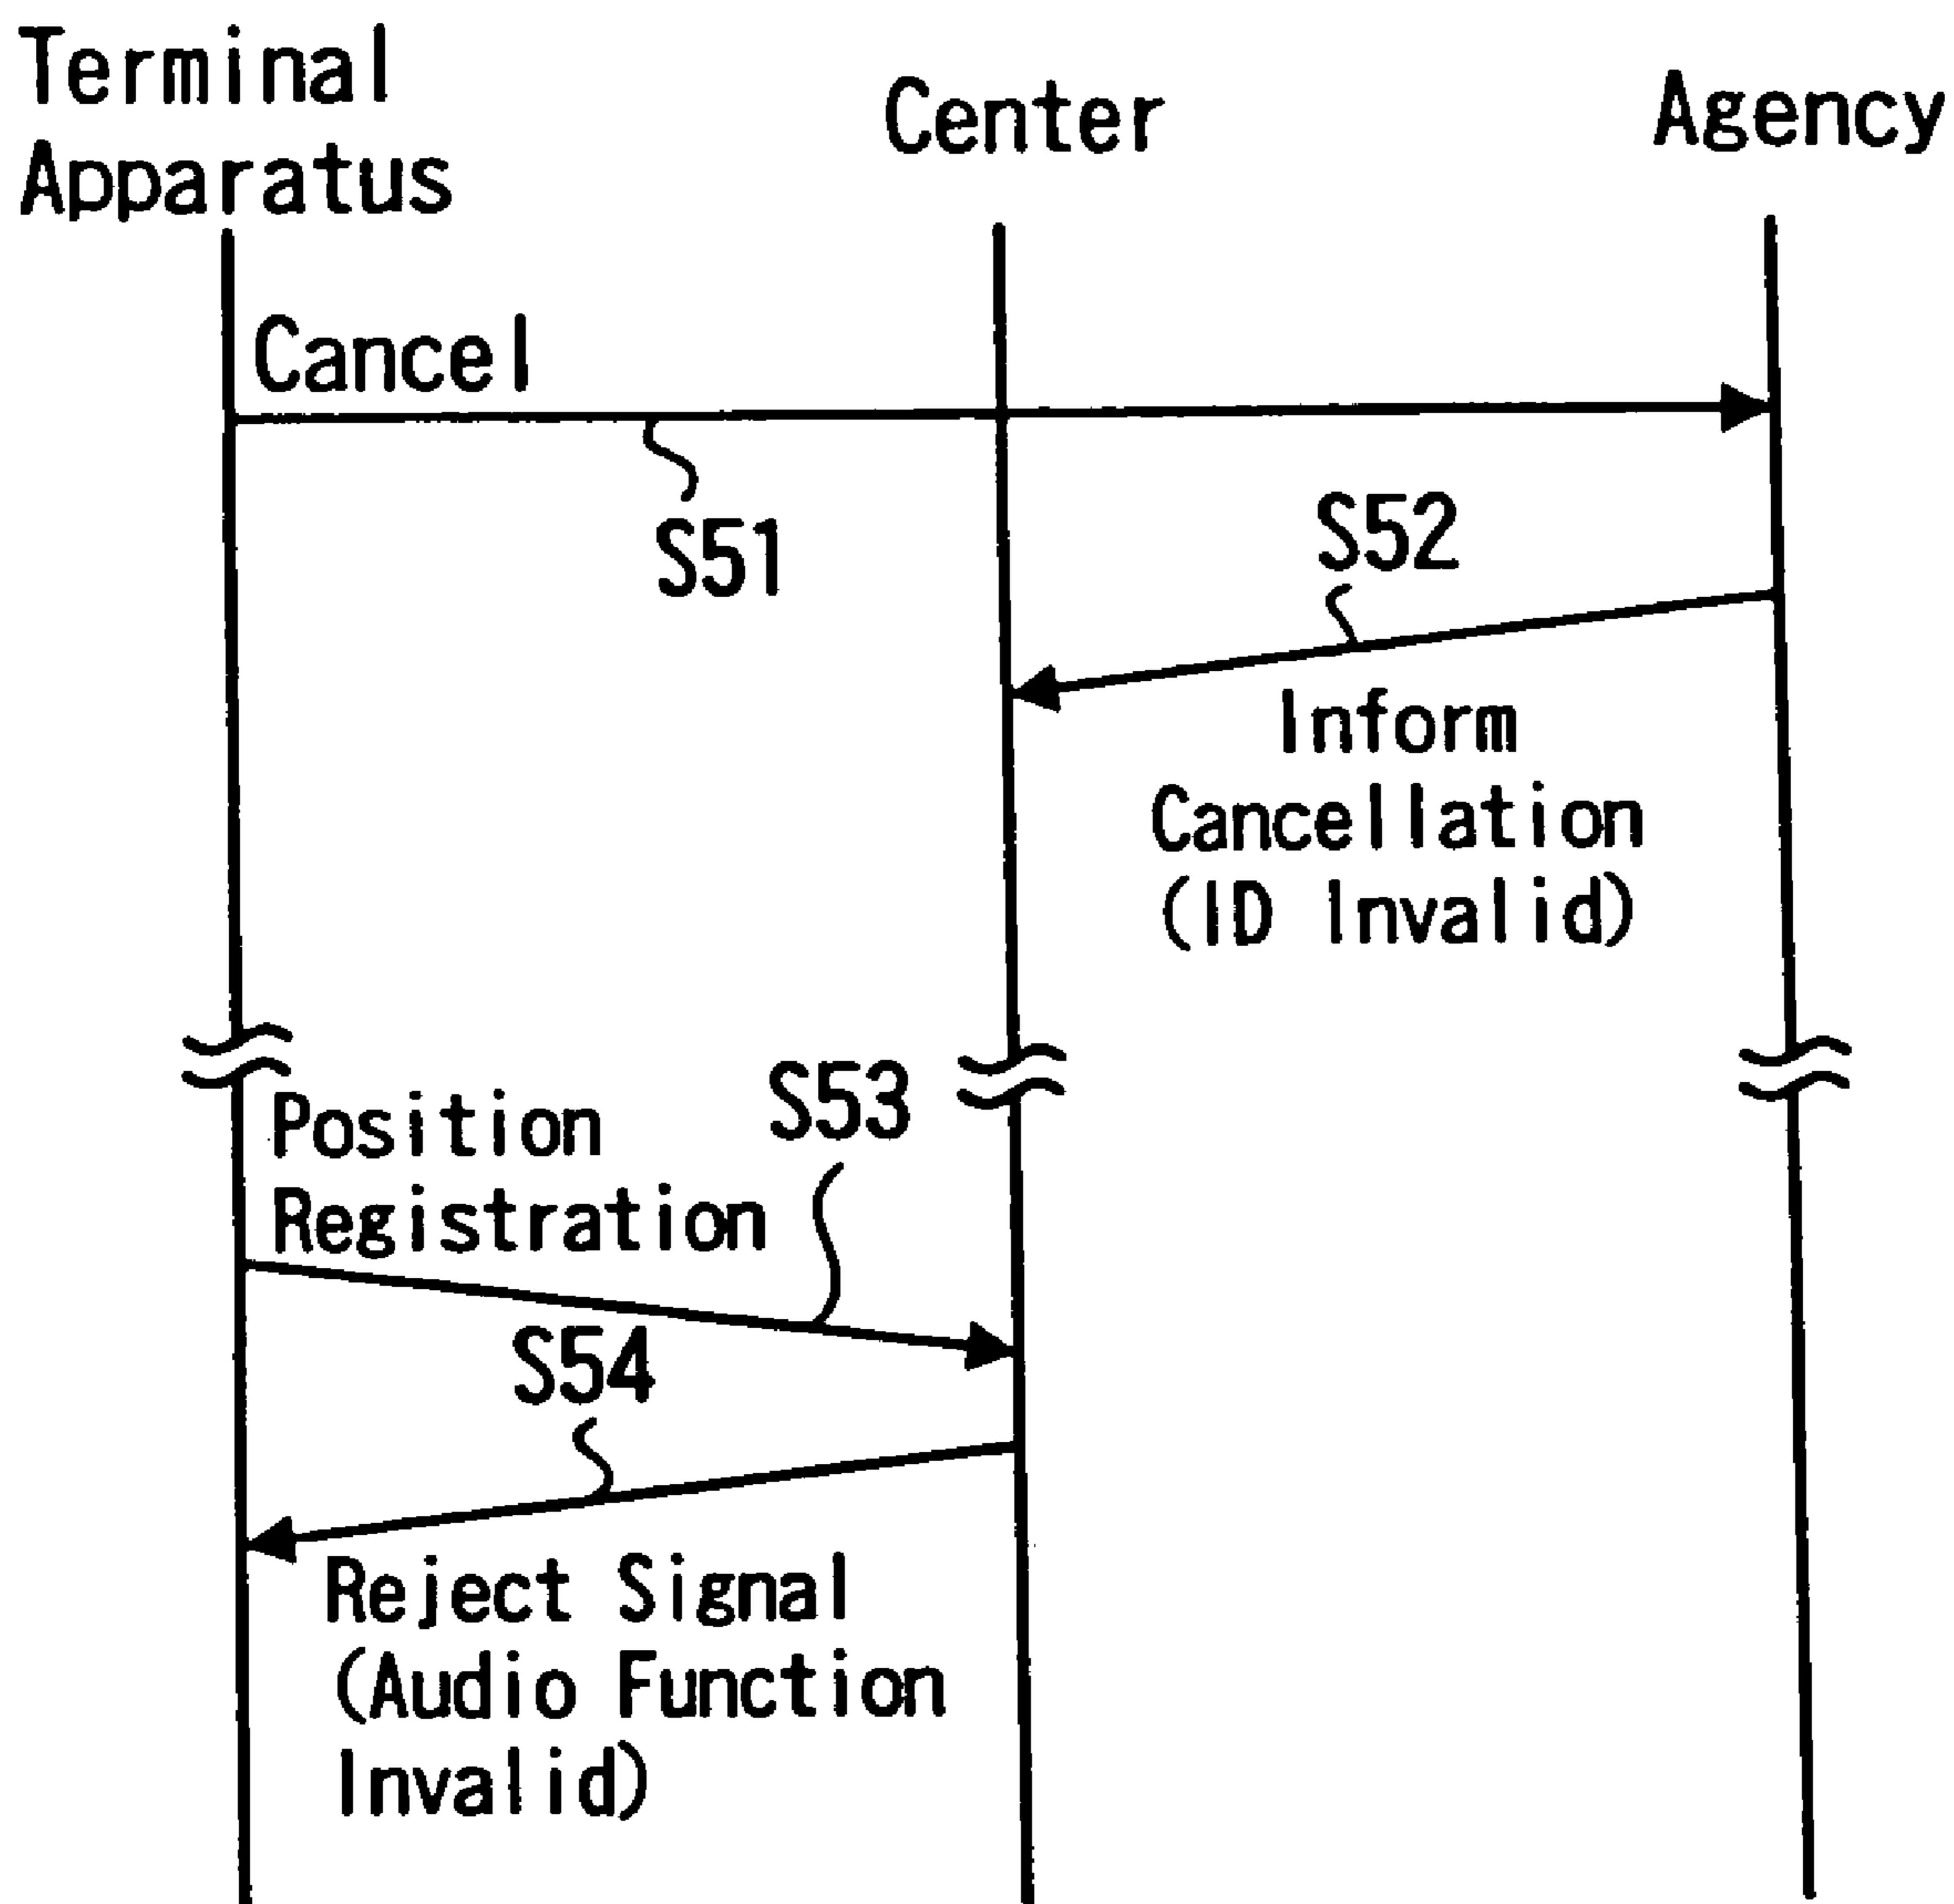 Terminal
Apparatus
Center
Agency
Cancel
S51
S52
Inform
Cancellation
(ID Invalid)
S53
Position
Registration
S54
Reject Signal
(Audio Function
Invalid)